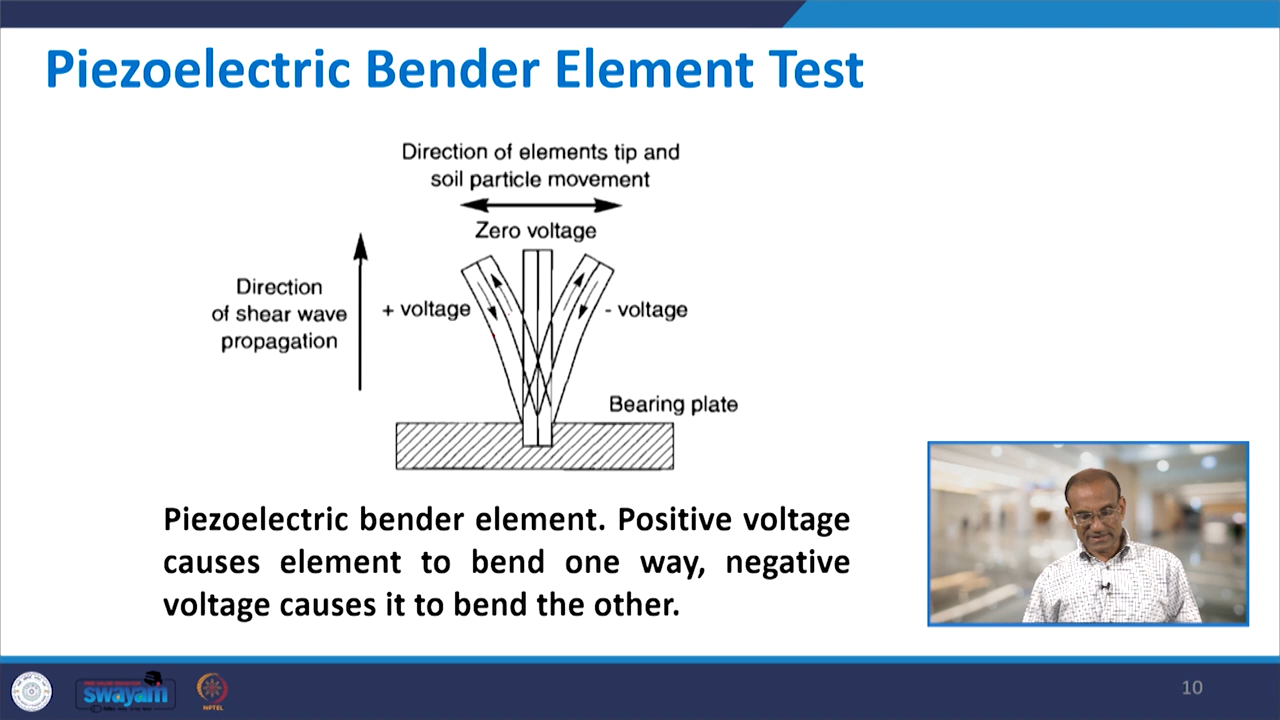 Piezoelectric Bender Element Test
Direction of elements tip and
soil particle movement
Zero voltage
Direction
of shear wave
propagation
+ voltage
- voltage
Bearing plate
Piezoelectric bender element. Positive voltage
causes element to bend one way, negative
voltage causes it to bend the other.
swayam
NPTEL
10